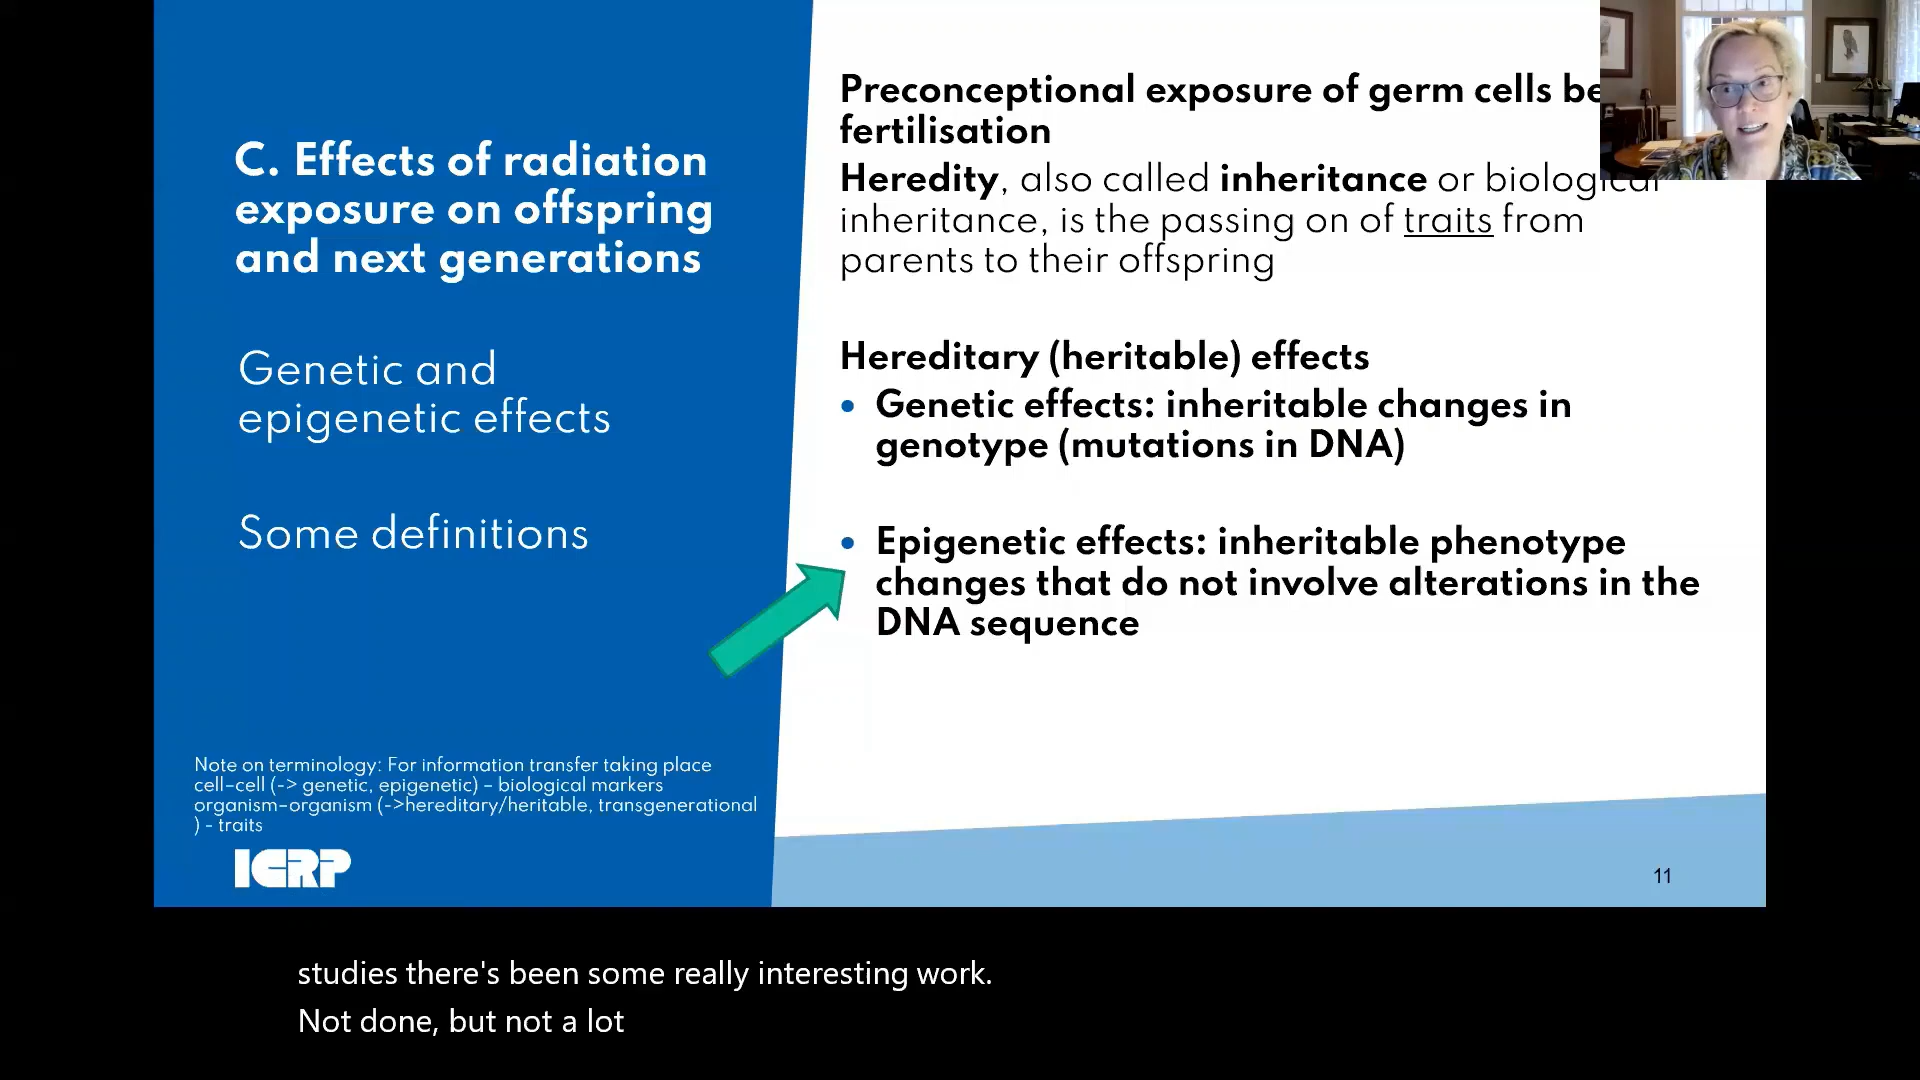 C. Effects of radiation
exposure on offspring
and next generations
Genetic and
epigenetic effects
Some definitions
Note on terminology: For information transfer taking place
cell–cell (-> genetic, epigenetic) – biological markers
organism–organism (->hereditary/heritable, transgenerational
) - traits
ICRP
Preconceptional exposure of germ cells be
fertilisation
Heredity, also called inheritance or biological
inheritance, is the passing on of traits from
parents to their offspring
Hereditary (heritable) effects
• Genetic effects: inheritable changes in
genotype (mutations in DNA)
• Epigenetic effects: inheritable phenotype
changes that do not involve alterations in the
DNA sequence
11
studies there's been some really interesting work.
Not done, but not a lot